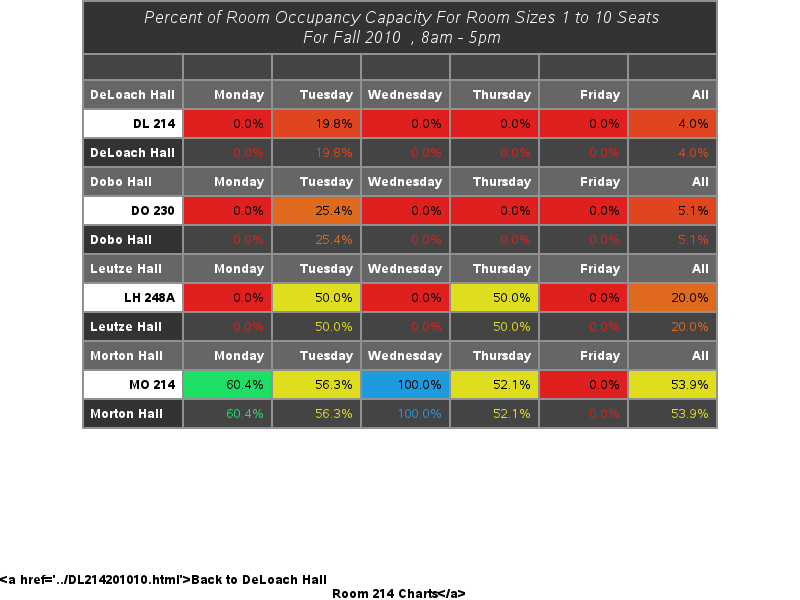 Percent of Room Occupancy Capacity For Room Sizes 1 to 10 Seats
For Fall 2010 , 8am - 5pm
DeLoach Hall Monday Tuesday Wednesday Thursday Friday All
DL 214 0.0% 19.8% 0.0% 0.0% 0.0% 4.0%
DeLoach Hall 0.0% 19.8% 0.0% 0.0% 0.0% 4.0%
Dobo Hall Monday Tuesday Wednesday Thursday Friday All
DO 230 0.0% 25.4% 0.0% 0.0% 0.0% 5.1%
Dobo Hall 0.0% 25.4% 0.0% 0.0% 0.0% 5.1%
Leutze Hall Monday Tuesday Wednesday Thursday Friday All
LH 248A 0.0% 50.0% 0.0% 50.0% 0.0% 20.0%
Leutze Hall 0.0% 50.0% 0.0% 50.0% 0.0% 20.0%
Morton Hall Monday Tuesday Wednesday Thursday Friday All
MO 214 60.4% 56.3% 100.0% 52.1% 0.0% 53.9%
Morton Hall 60.4% 56.3% 100.0% 52.1% 0.0% 53.9%
<a href='../DL214201010.html'>Back to DeLoach Hall
Room 214 Charts</a>